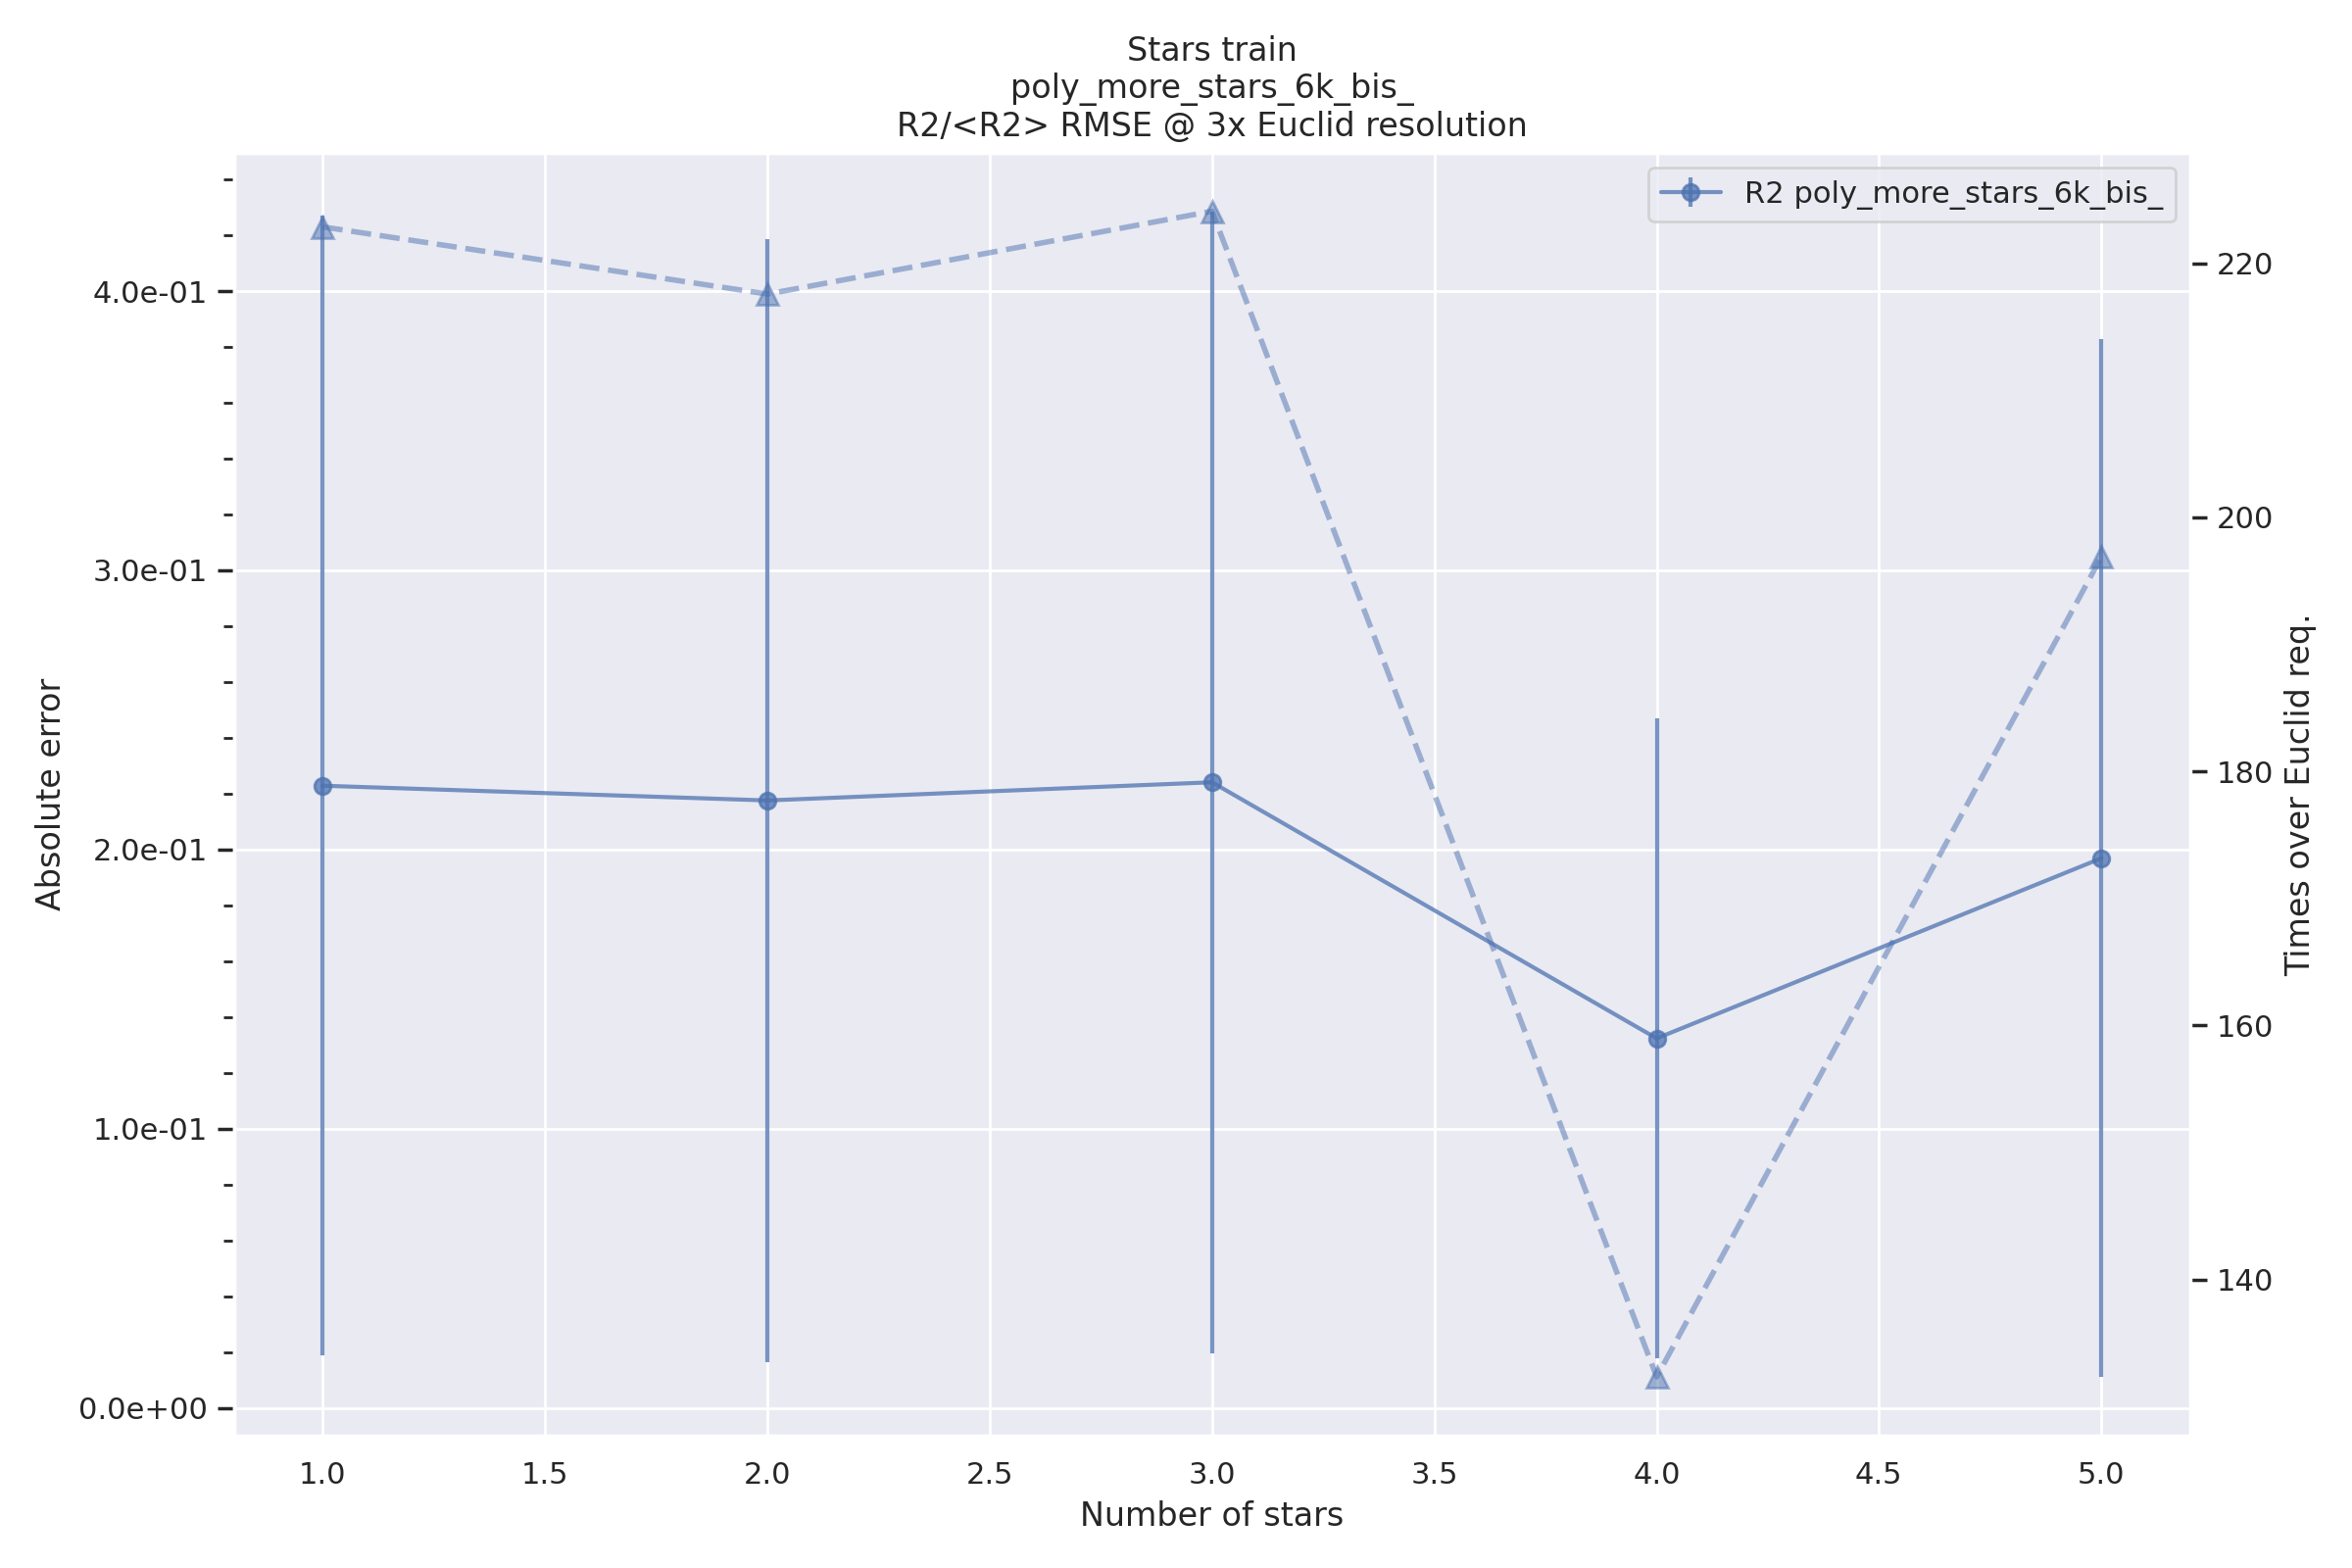 Stars train
poly_more_stars_6k_bis_
R2/<R2> RMSE @ 3x Euclid resolution
R2 poly_more_stars_6k_bis_
Absolute error
4.0e-01
3.0e-01
2.0e-01
1.0e-01
0.0e+00
220
200
180
160
140
Times over Euclid req.
1.0 1.5 2.0 2.5 3.0 3.5 4.0 4.5 5.0
Number of stars